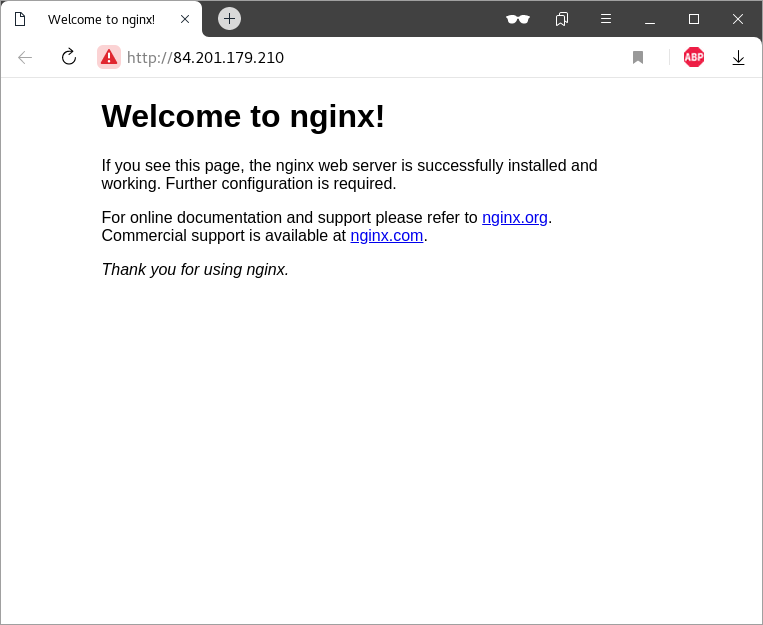 Welcome to nginx!
http://84.201.179.210
ABP
Welcome to nginx!
If you see this page, the nginx web server is successfully installed and
working. Further configuration is required.
For online documentation and support please refer to nginx.org.
Commercial support is available at nginx.com.
Thank you for using nginx.